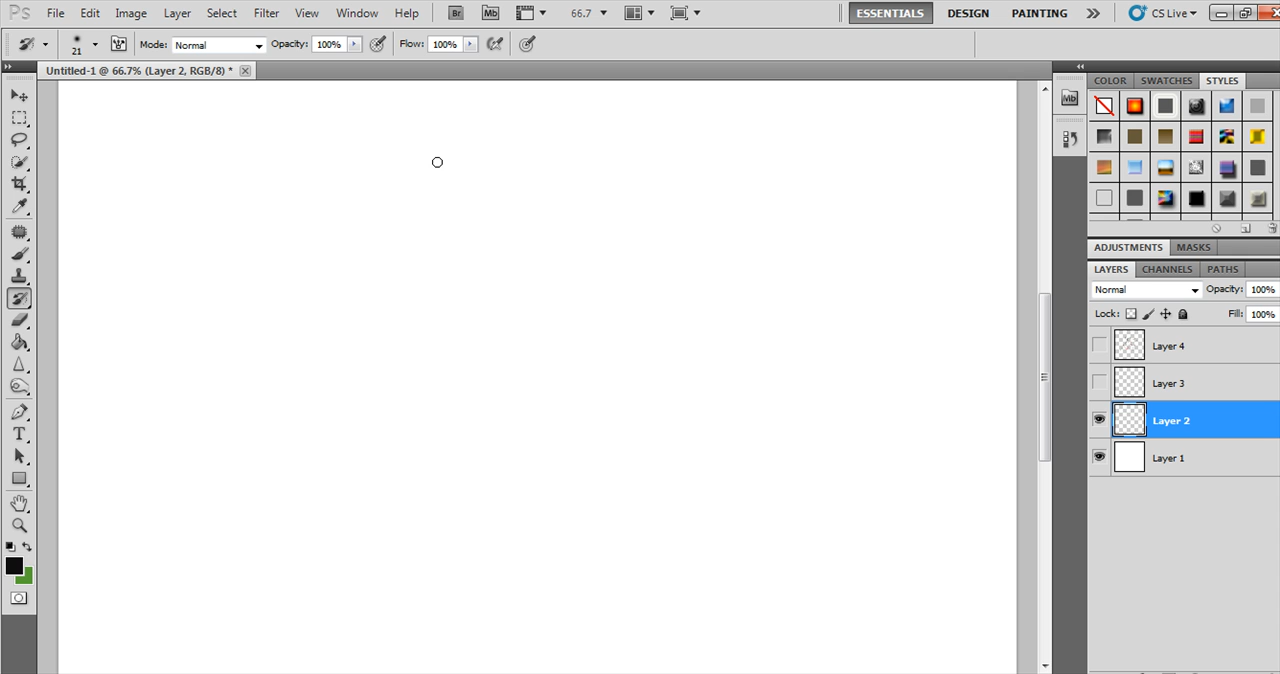 Ps File Edit Image Layer Select Filter View Window Help Br Mb 66.7 ESSENTIALS DESIGN PAINTING CS Live
21 Mode: Normal Opacity: 100% Flow: 100%
Untitled-1 @ 66.7% (Layer 2, RGB/8) *
Mb
COLOR SWATCHES STYLES
ADJUSTMENTS MASKS
LAYERS CHANNELS PATHS
Normal Opacity: 100%
Lock: Fill: 100%
Layer 4
Layer 3
Layer 2
Layer 1
T